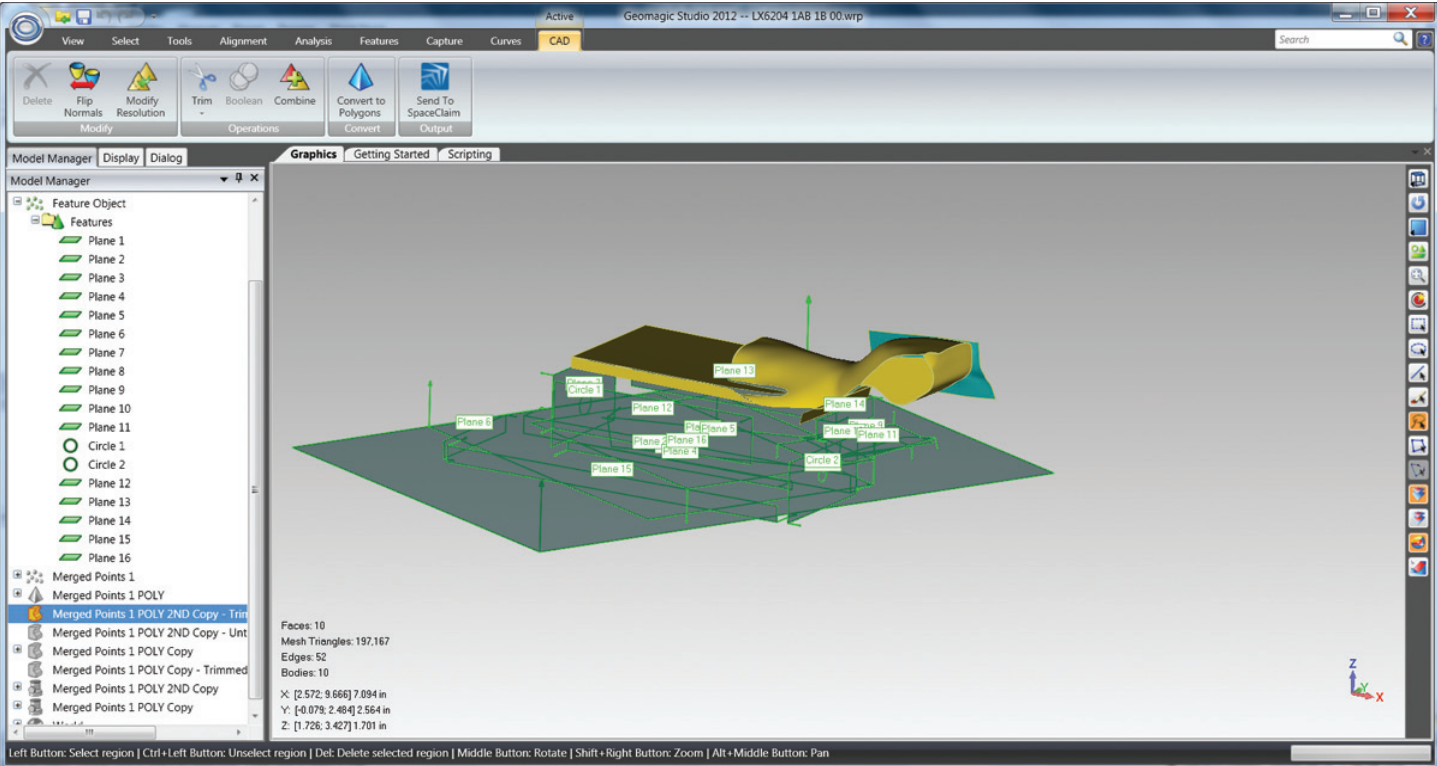 Active
Geomagic Studio 2012 -- LX6204 1AB 1B 00.wrp
View Select Tools Alignment Analysis Features Capture Curves CAD
Search
Delete
Flip Normals
Modify Resolution
Trim
Boolean
Combine
Convert to Polygons
Send To SpaceClaim
Modify Operations Convert Output
Model Manager Display Dialog
Graphics Getting Started Scripting
Model Manager
Feature Object
Features
Plane 1
Plane 2
Plane 3
Plane 4
Plane 5
Plane 6
Plane 7
Plane 8
Plane 9
Plane 10
Plane 11
Circle 1
Circle 2
Plane 12
Plane 13
Plane 14
Plane 15
Plane 16
Merged Points 1
Merged Points 1 POLY
Merged Points 1 POLY 2ND Copy - Trim
Merged Points 1 POLY 2ND Copy - Unt
Merged Points 1 POLY Copy
Merged Points 1 POLY Copy - Trimmed
Merged Points 1 POLY 2ND Copy
Merged Points 1 POLY Copy
Plane 13
Circle 1
Plane 12
Plane 14
Plane 6
Plane 5
Plane 16
Plane 11
Plane 4
Circle 2
Plane 15
Faces: 10
Mesh Triangles: 197,167
Edges: 52
Bodies: 10
X: [2.572; 9.666] 7.094 in
Y: [-0.079; 2.484] 2.564 in
Z: [1.726; 3.427] 1.701 in
Z
Y
X
Left Button: Select region | Ctrl+Left Button: Unselect region | Del: Delete selected region | Middle Button: Rotate | Shift+Right Button: Zoom | Alt+Middle Button: Pan